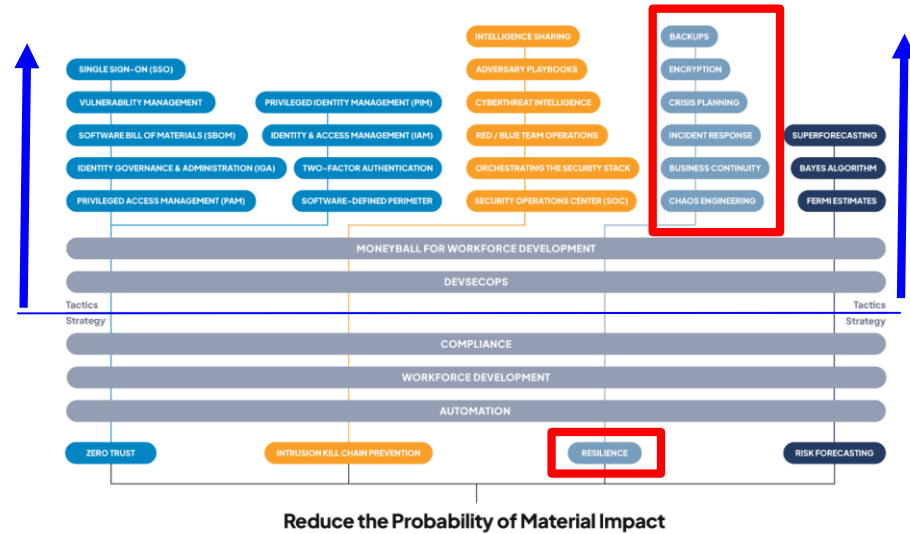 INTELLIGENCE SHARING
BACKUPS
SINGLE SIGN-ON (SSO)
ADVERSARY PLAYBOOKS
ENCRYPTION
VULNERABILITY MANAGEMENT
PRIVILEGED IDENTITY MANAGEMENT (PIM)
CYBERTHREAT INTELLIGENCE
CRISIS PLANNING
SOFTWARE BILL OF MATERIALS (SBOM)
IDENTITY & ACCESS MANAGEMENT (IAM)
RED / BLUE TEAM OPERATIONS
INCIDENT RESPONSE
SUPERFORECASTING
IDENTITY GOVERNANCE & ADMINISTRATION (IGA)
TWO-FACTOR AUTHENTICATION
ORCHESTRATING THE SECURITY STACK
BUSINESS CONTINUITY
BAYES ALGORITHM
PRIVILEGED ACCESS MANAGEMENT (PAM)
SOFTWARE-DEFINED PERIMETER
SECURITY OPERATIONS CENTER (SOC)
CHAOS ENGINEERING
FERMI ESTIMATES
MONEYBALL FOR WORKFORCE DEVELOPMENT
DEVSECOPS
Tactics
Tactics
Strategy
Strategy
COMPLIANCE
WORKFORCE DEVELOPMENT
AUTOMATION
ZERO TRUST
INTRUSION KILL CHAIN PREVENTION
RESILIENCE
RISK FORECASTING
Reduce the Probability of Material Impact